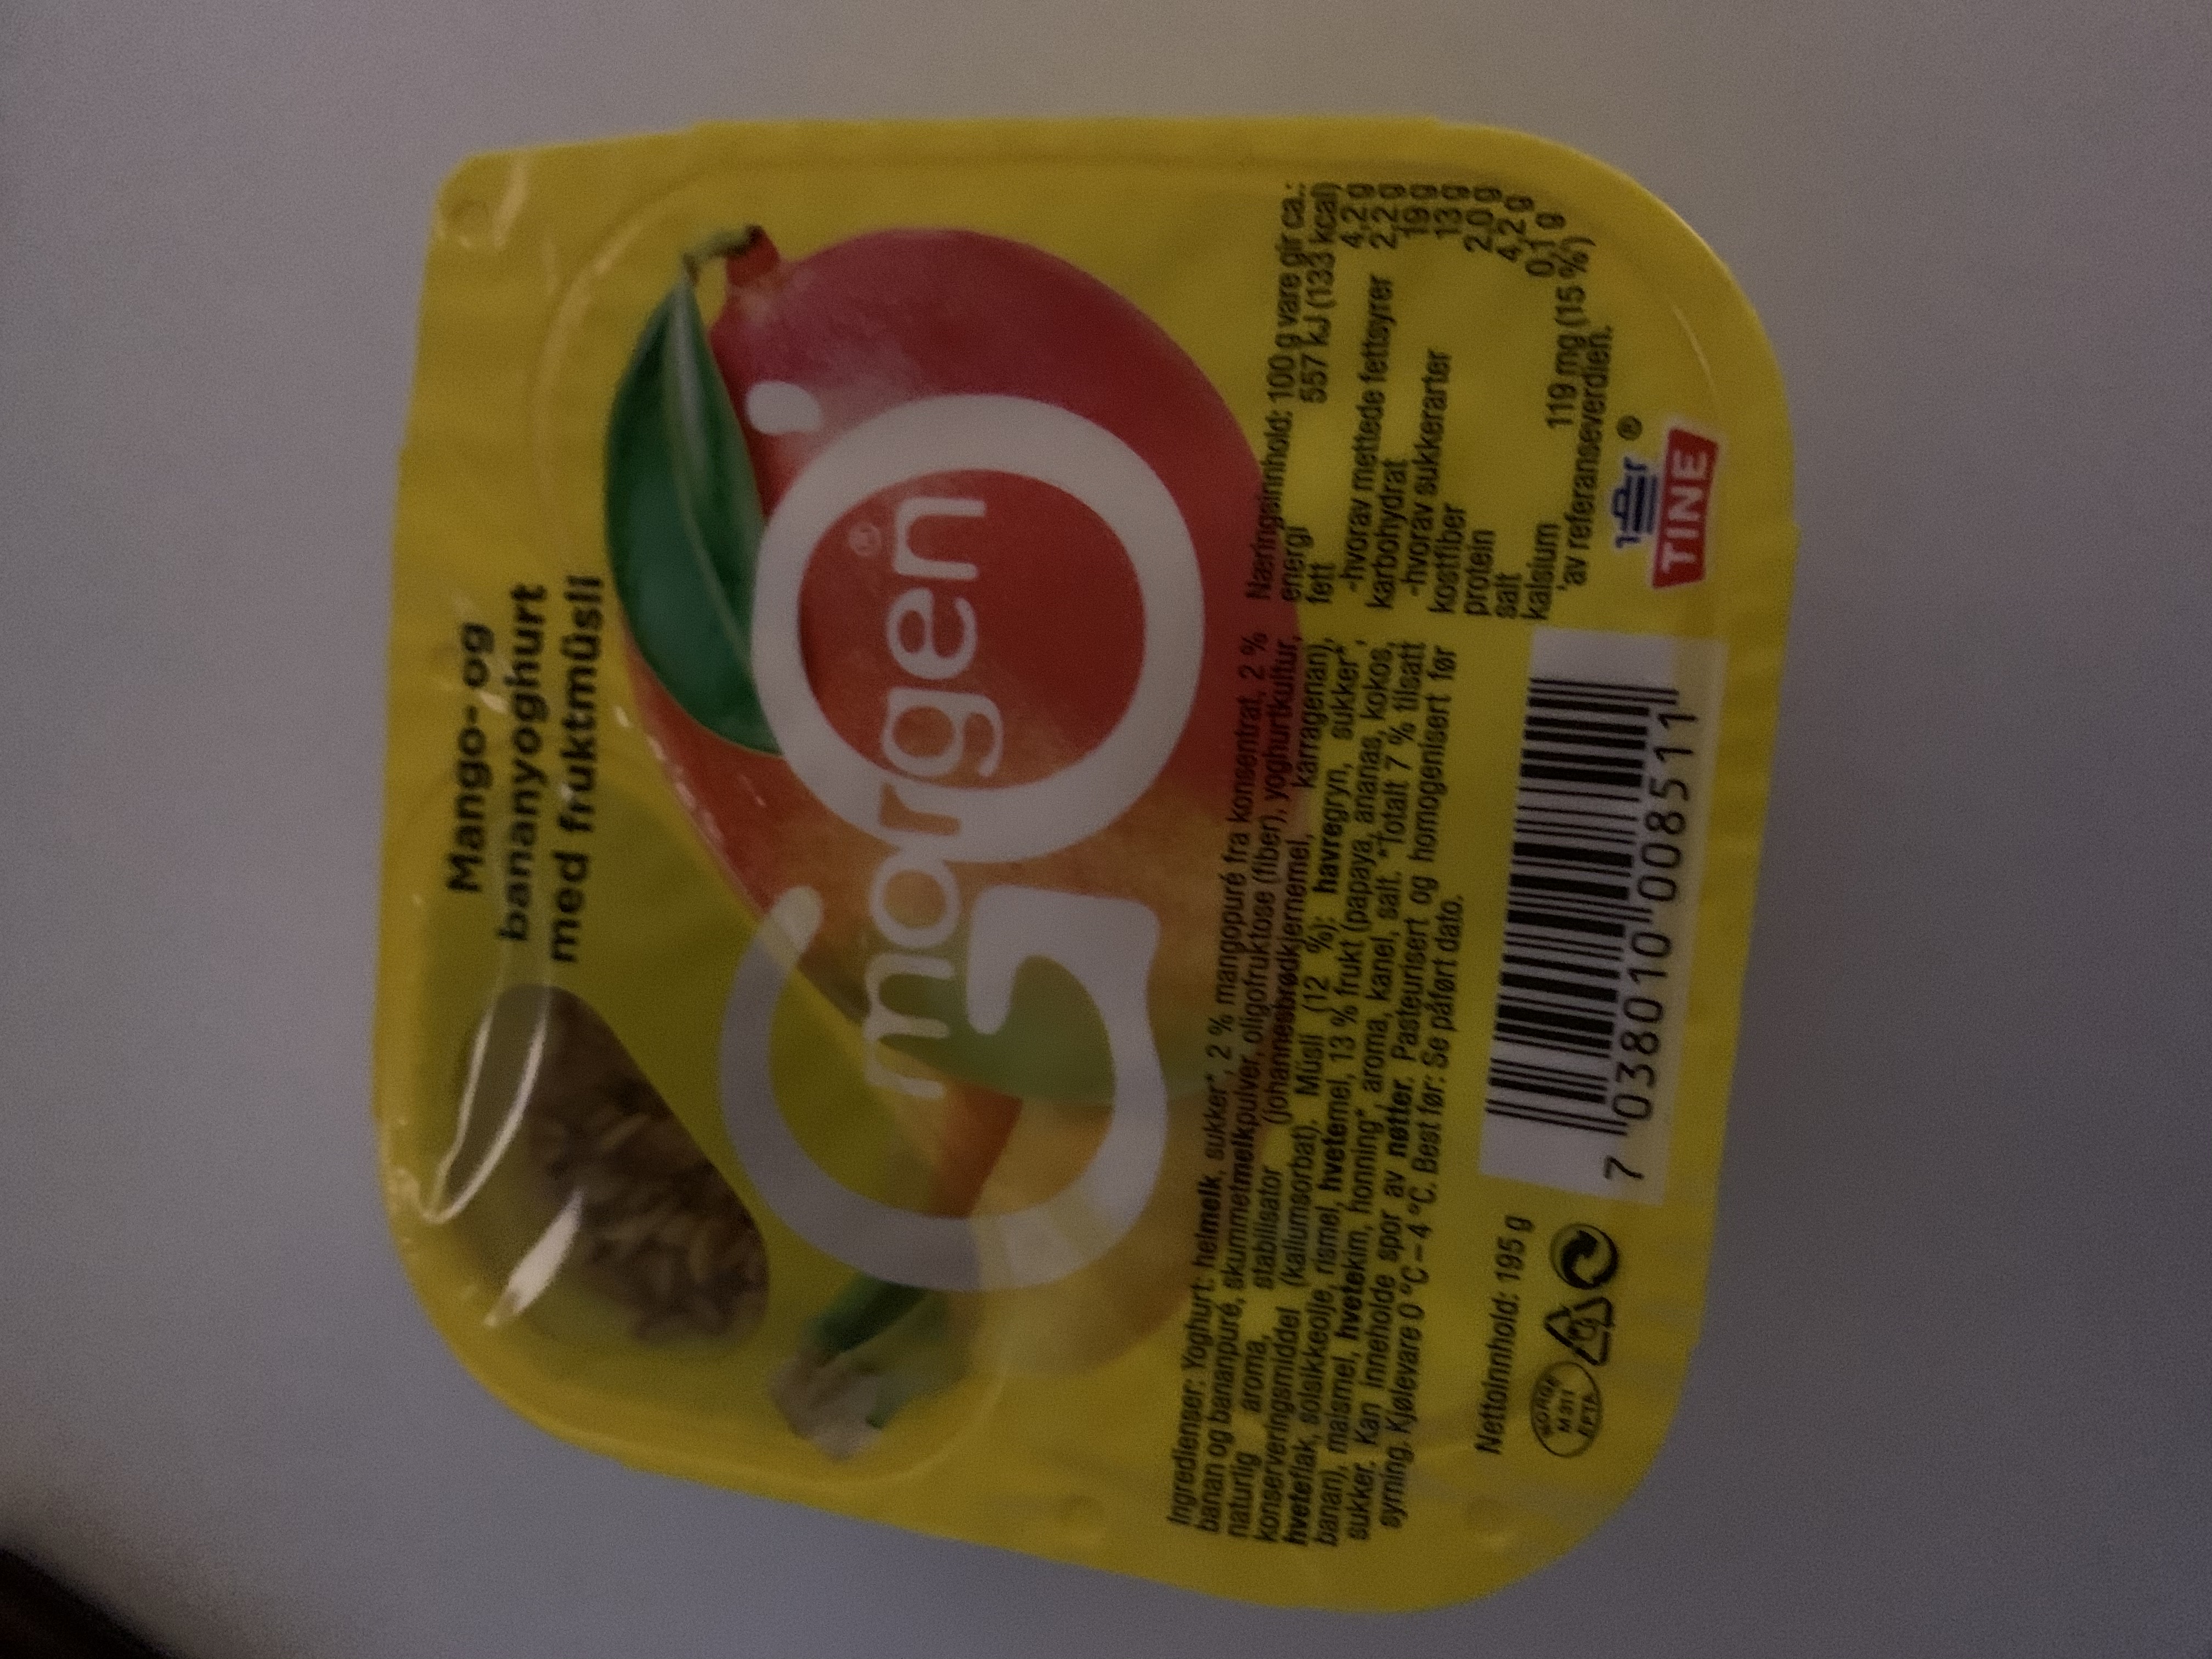 Mango- og
bananyoghurt
med fruktmüsli
GO'
morgen®
Ingredienser: Yoghurt: helmelk, sukker*, 2 % mangopuré fra konsentrat, 2 %
banan og bananpuré, skummetmelkpulver, oligofruktose (fiber), yoghurtkultur,
naturlig aroma, stabilisator (johannesbrødkjernemel, karragenan),
konserveringsmiddel (kaliumsorbat). Müsli (12 %): havregryn, sukker*,
hveteflak, solsikkeolje, rismel, hvetemel, 13 % frukt (papaya, ananas, kokos,
banan), maismel, hvetekim, honning*, aroma, kanel, salt. *Totalt 7 % tilsatt
sukker. Kan inneholde spor av nøtter. Pasteurisert og homogenisert før
syrning. Kjølevare 0 °C – 4 °C. Best før: Se påført dato.
Nettoinnhold: 195 g
NORGE
M 311
EFTA
7 038010 008511
Næringsinnhold: 100 g vare gir ca.:
energi 557 kJ (133 kcal)
fett 4,2 g
-hvorav mettede fettsyrer 2,2 g
karbohydrat 19 g
-hvorav sukkerarter 13 g
kostfiber 2,0 g
protein 4,2 g
salt 0,1 g
kalsium 119 mg (15 %')
'av referanseverdien.
TINE
®